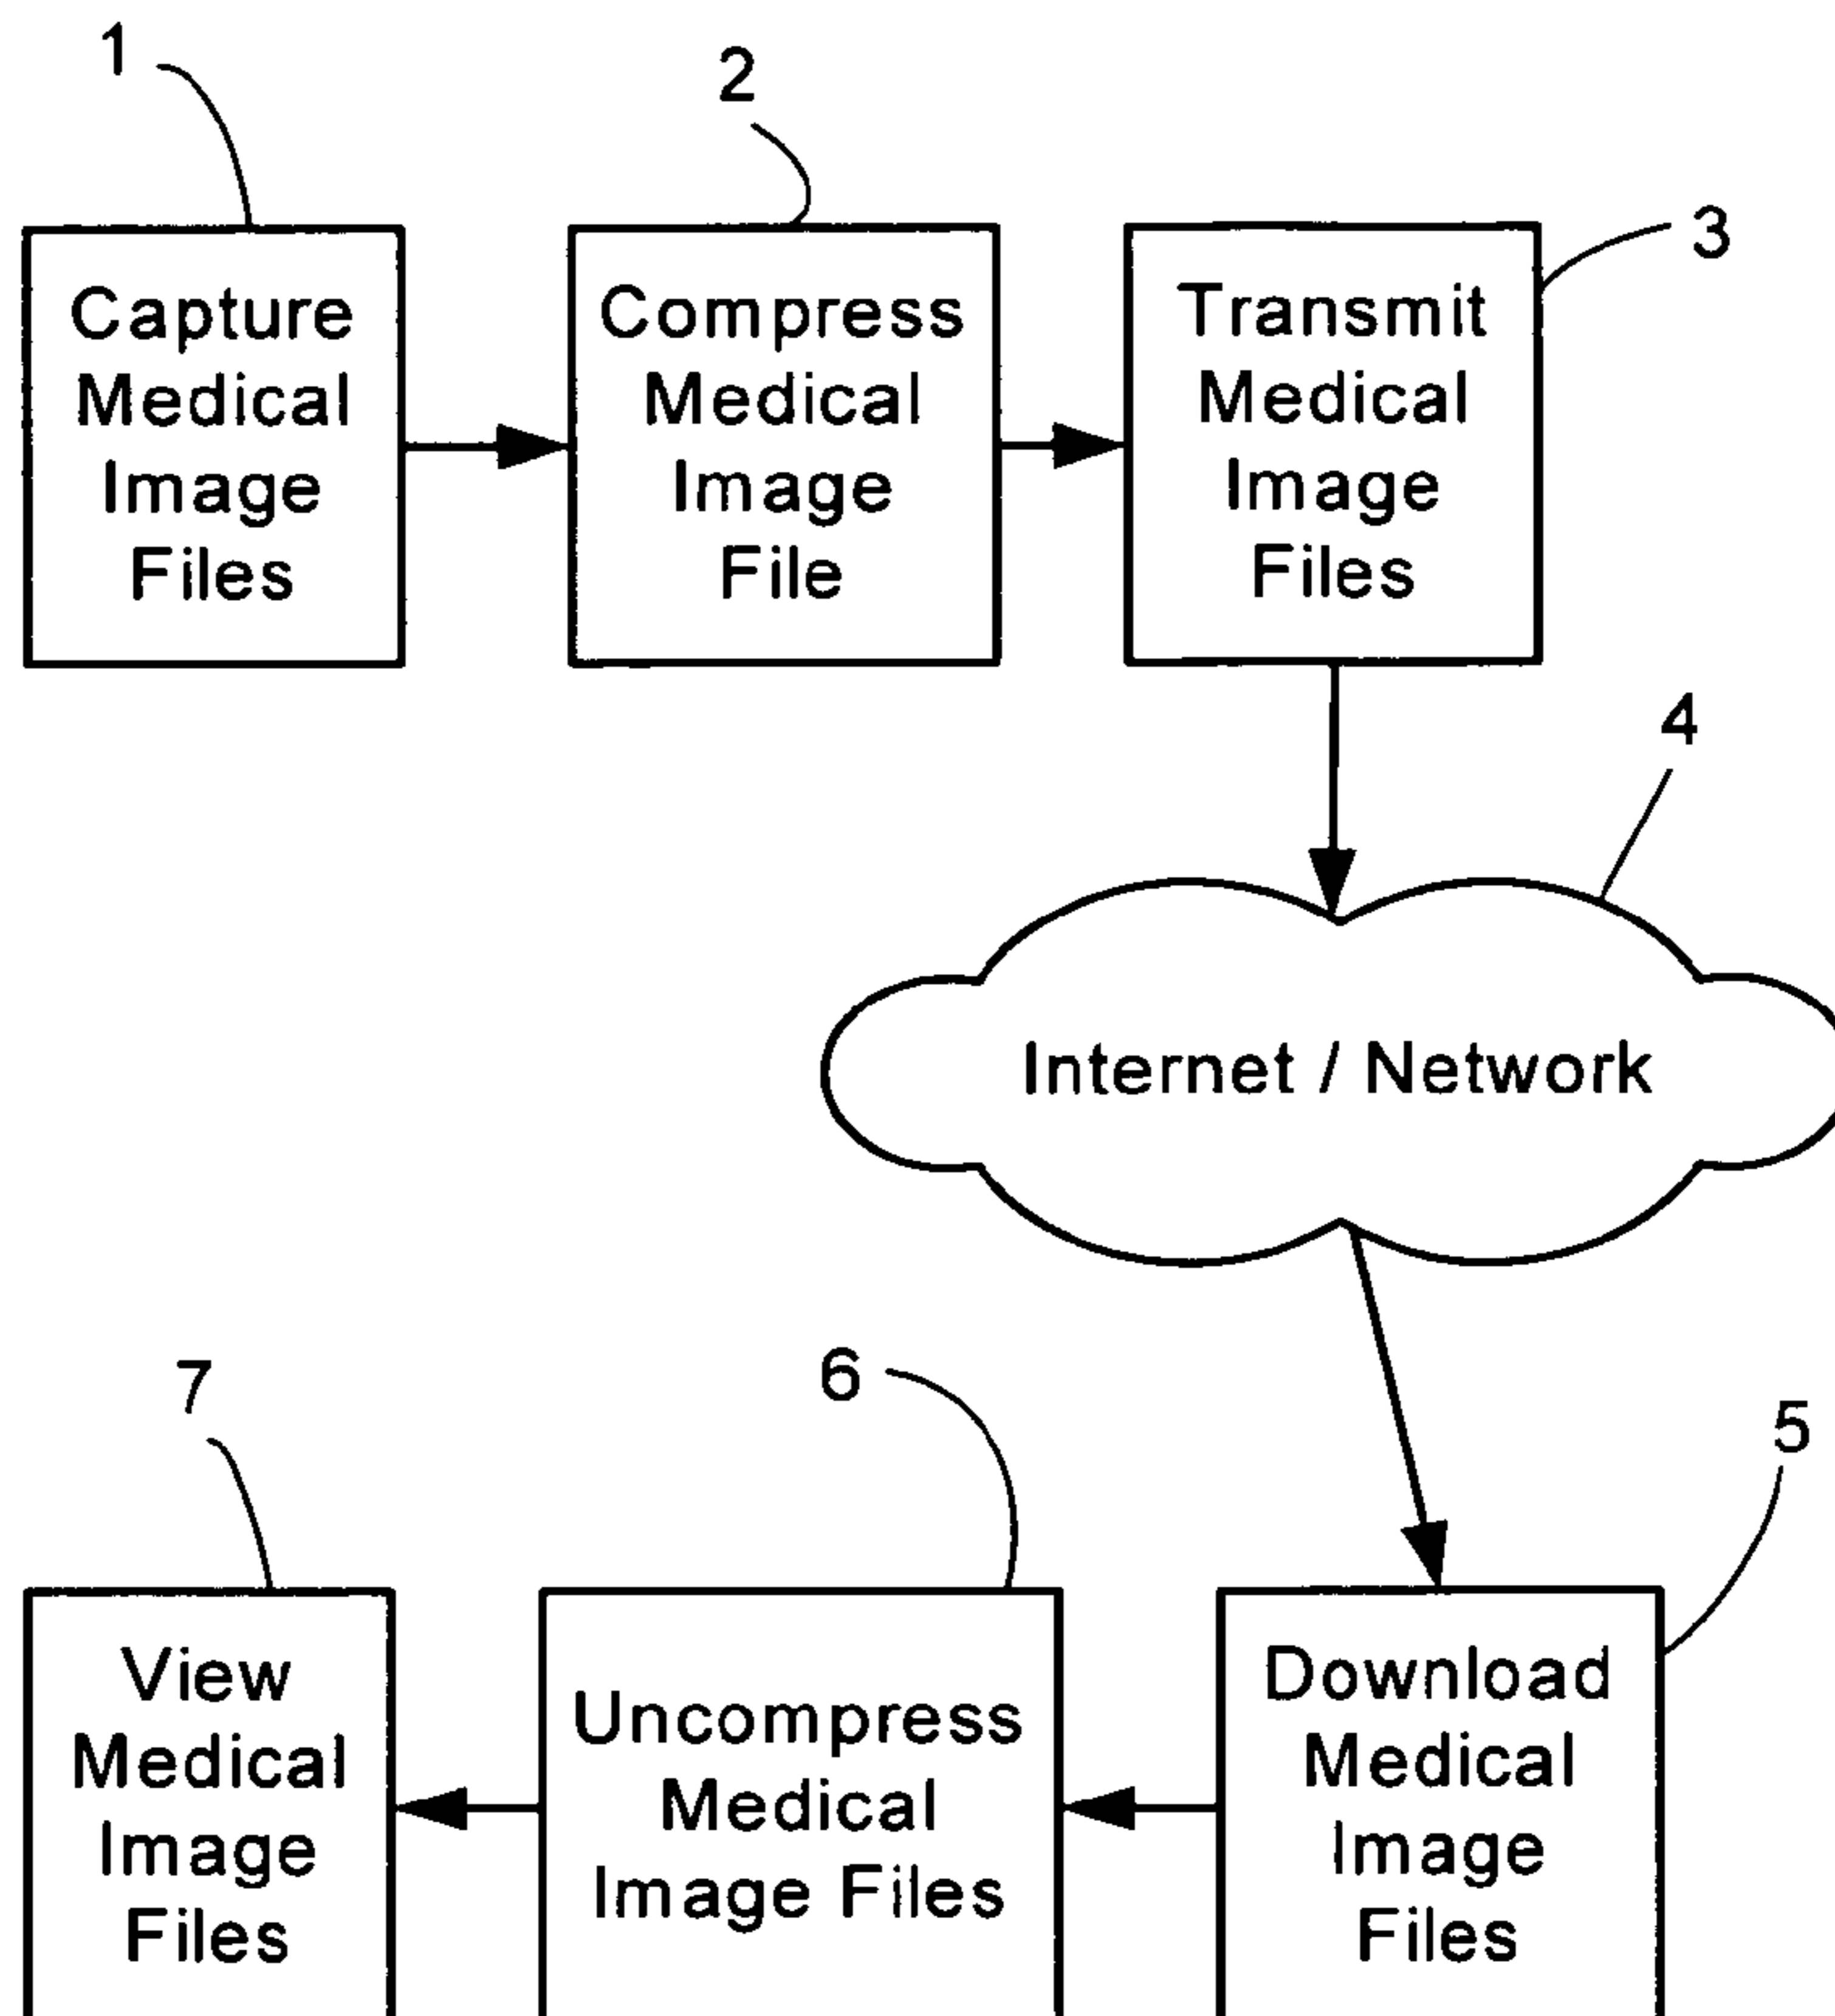 1
2
3
Capture
Medical
Image
Files
Compress
Medical
Image
File
Transmit
Medical
Image
Files
4
Internet / Network
5
6
7
Download
Medical
Image
Files
Uncompress
Medical
Image Files
View
Medical
Image
Files